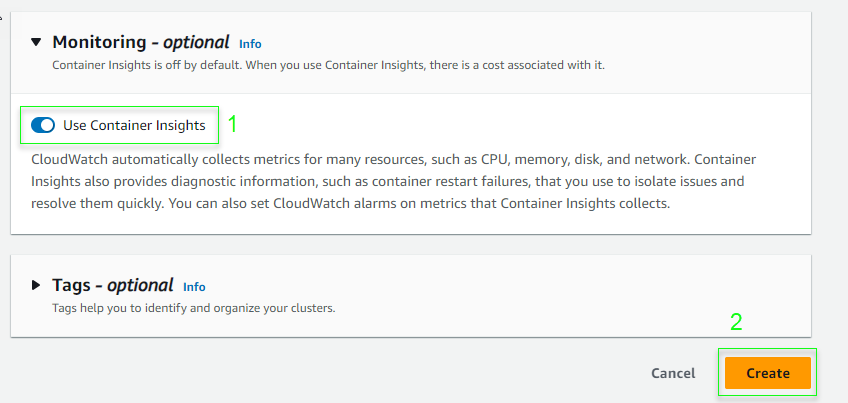 Monitoring - optional Info
Container Insights is off by default. When you use Container Insights, there is a cost associated with it.
Use Container Insights 1
CloudWatch automatically collects metrics for many resources, such as CPU, memory, disk, and network. Container
Insights also provides diagnostic information, such as container restart failures, that you use to isolate issues and
resolve them quickly. You can also set CloudWatch alarms on metrics that Container Insights collects.
Tags - optional Info
Tags help you to identify and organize your clusters.
2
Cancel Create